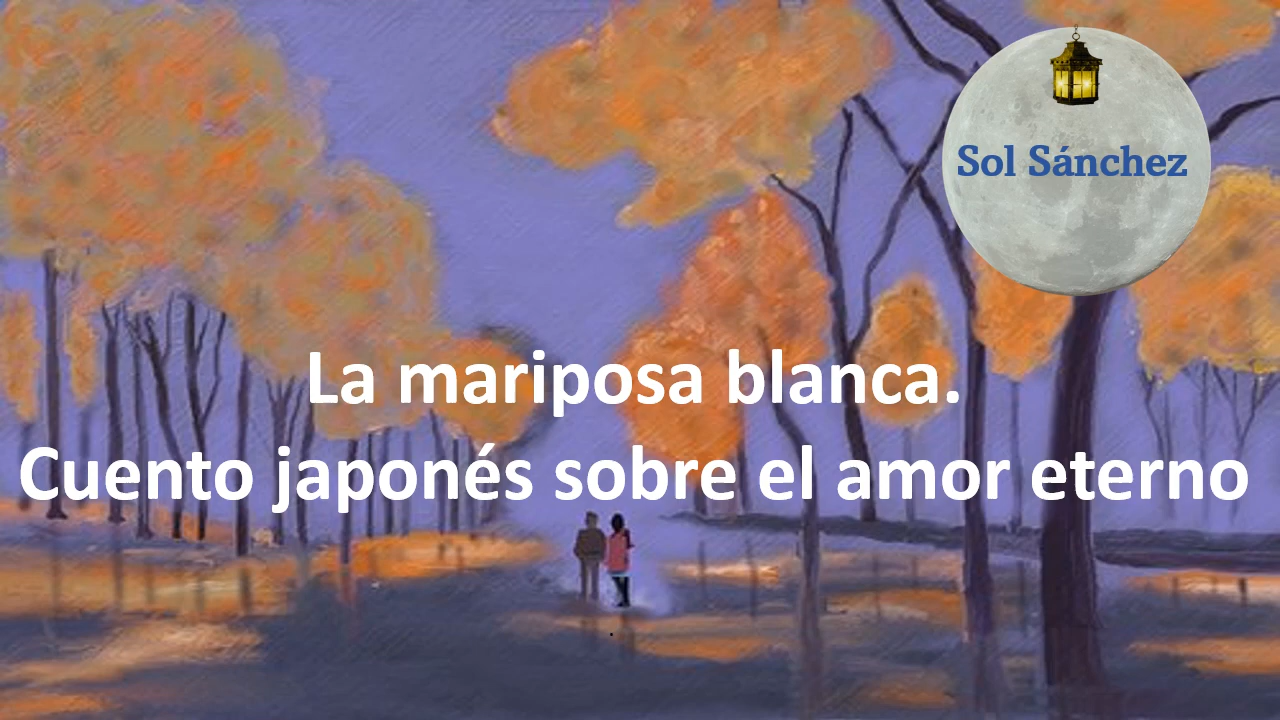 Sol Sánchez
La mariposa blanca.
Cuento japonés sobre el amor eterno